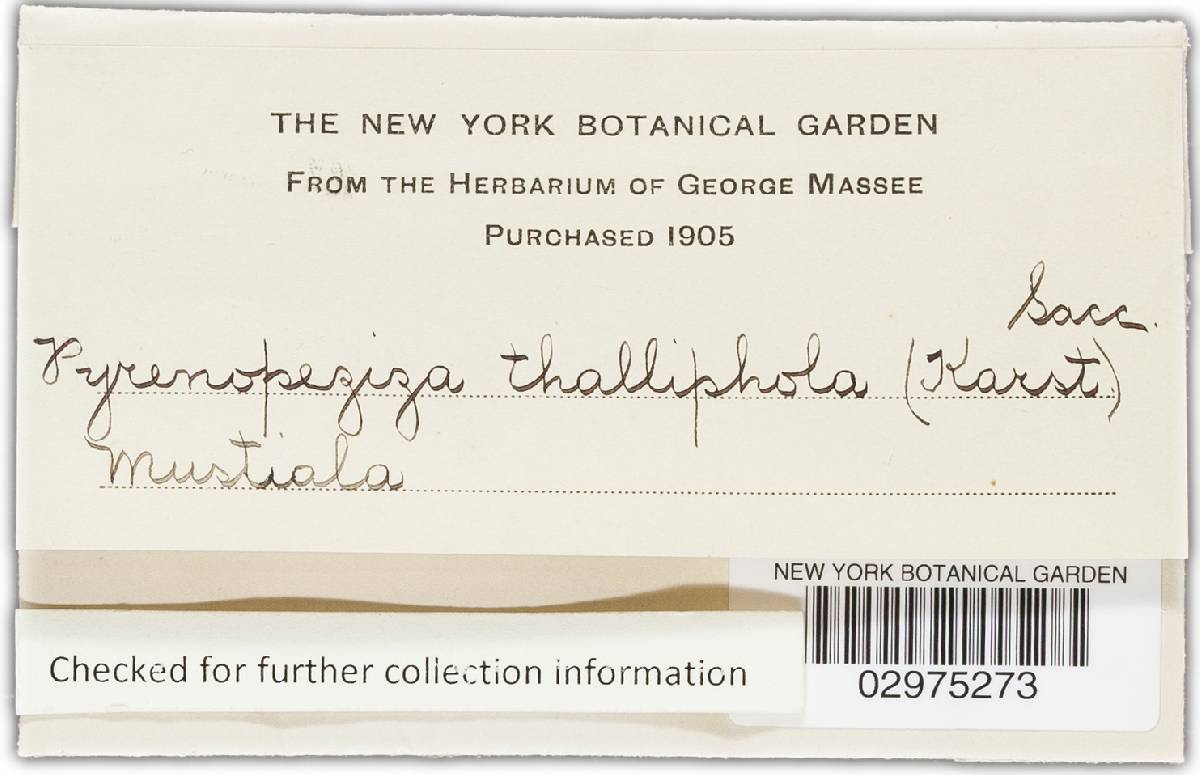 THE NEW YORK BOTANICAL GARDEN
FROM THE HERBARIUM OF GEORGE MASSEE
PURCHASED 1905
Pyrenopeziza thalliphola (Karst.) Sacc.
Mustiala
NEW YORK BOTANICAL GARDEN
02975273
Checked for further collection information